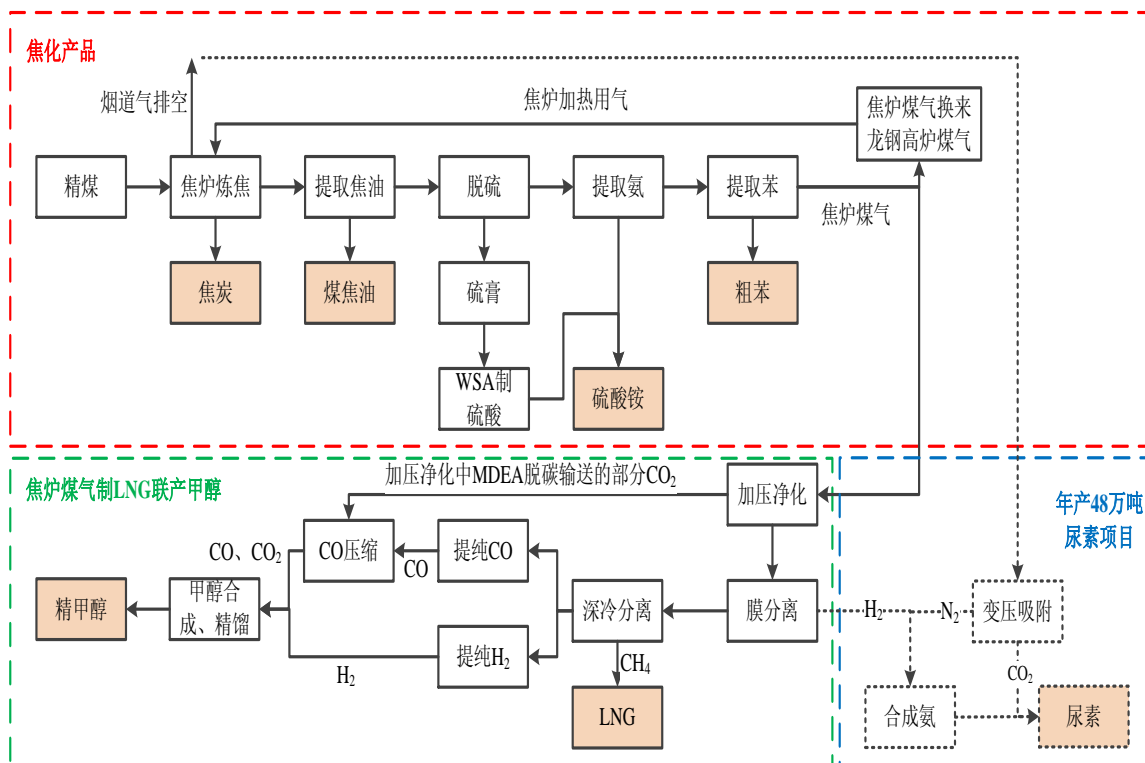 焦化产品
烟道气排空
焦炉加热用气
焦炉煤气换来
龙钢高炉煤气
精煤
焦炉炼焦
提取焦油
脱硫
提取氨
提取苯
焦炉煤气
焦炭
煤焦油
硫膏
粗苯
WSA制
硫酸
硫酸铵
焦炉煤气制LNG联产甲醇
加压净化中MDEA脱碳输送的部分CO₂
加压净化
年产48万吨
尿素项目
CO、CO₂
CO压缩
CO
提纯CO
精甲醇
甲醇合
成、精馏
深冷分离
膜分离
H₂
N₂
变压吸附
H₂
提纯H₂
CH₄
CO₂
LNG
合成氨
尿素